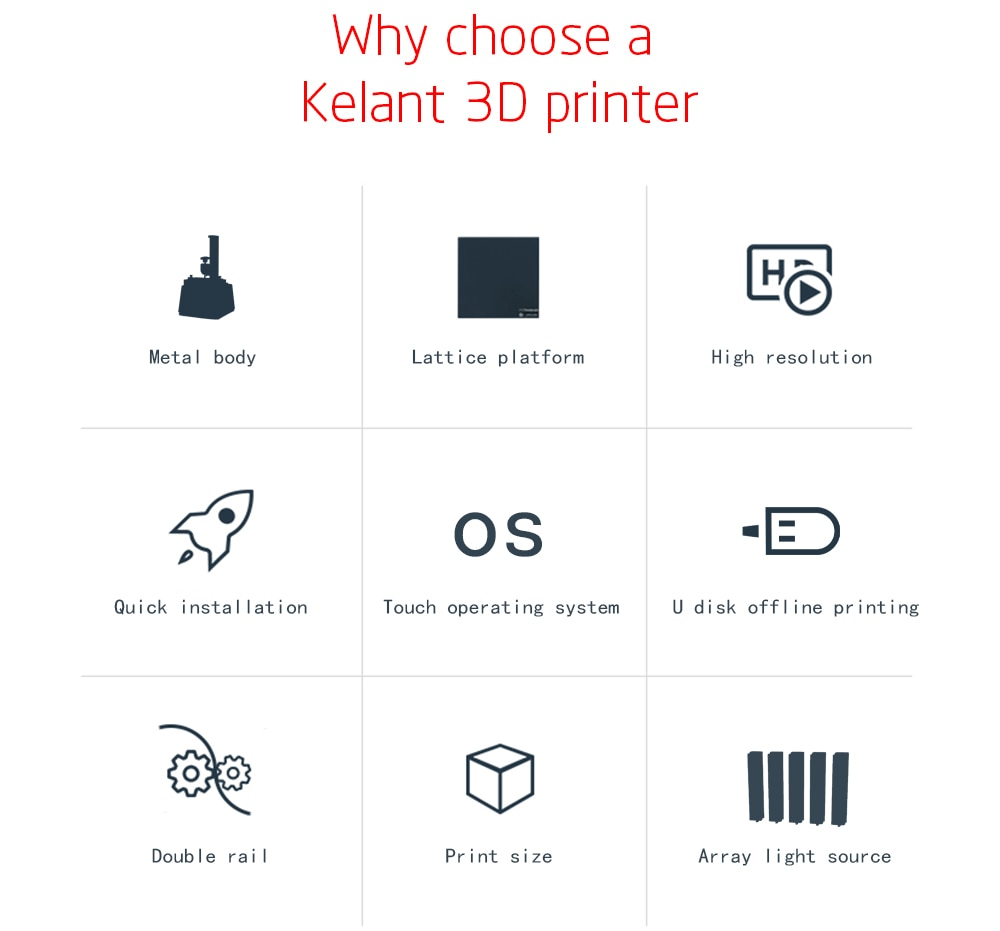 Why choose a
Kelant 3D printer
HD
Metal body
Lattice platform
High resolution
OS
Quick installation
Touch operating system
U disk offline printing
Double rail
Print size
Array light source